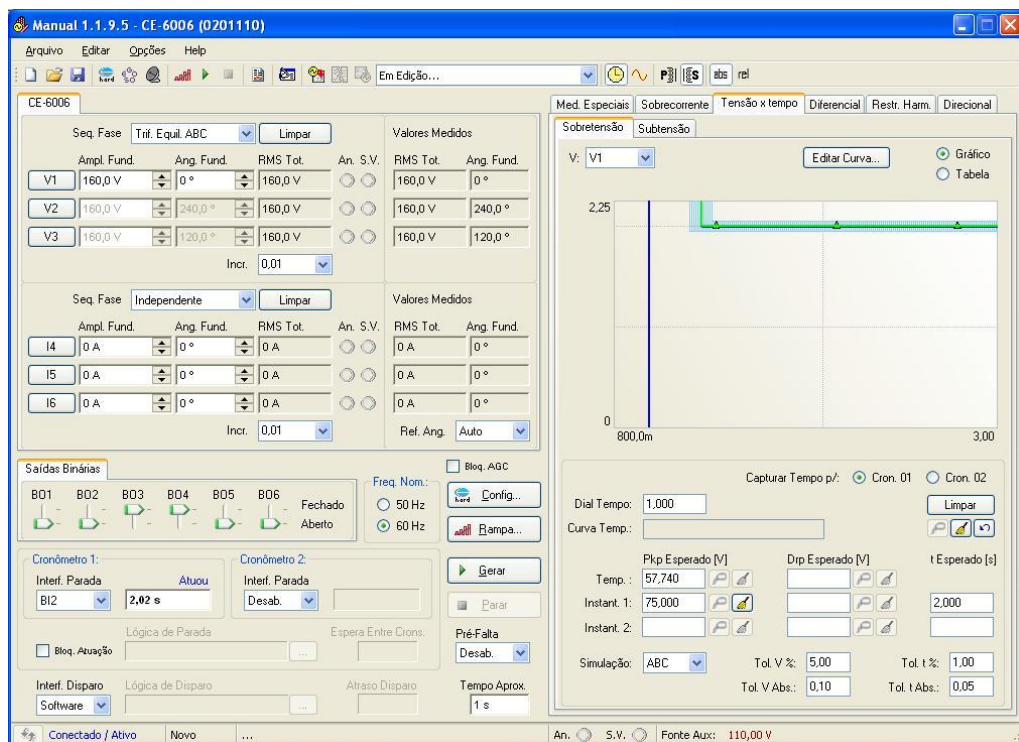 Manual 1.1.9.5 - CE-6006 (0201110)
Arquivo Editar Opções Help
Em Edição... P S abs rel
CE-6006
Seq. Fase Trif. Equil. ABC Limpar Valores Medidos
Ampl. Fund. Ang. Fund. RMS Tot. An. S.V. RMS Tot. Ang. Fund.
V1 160,0 V 0 ° 160,0 V 160,0 V 0 °
V2 160,0 V 240,0 ° 160,0 V 160,0 V 240,0 °
V3 160,0 V 120,0 ° 160,0 V 160,0 V 120,0 °
Incr. 0,01
Seq. Fase Independente Limpar Valores Medidos
Ampl. Fund. Ang. Fund. RMS Tot. An. S.V. RMS Tot. Ang. Fund.
I4 0 A 0 ° 0 A 0 A 0 °
I5 0 A 0 ° 0 A 0 A 0 °
I6 0 A 0 ° 0 A 0 A 0 °
Incr. 0,01 Ref. Ang. Auto
Saídas Binárias
BO1 BO2 BO3 BO4 BO5 BO6
Fechado
Aberto
Freq. Nom.:
50 Hz
60 Hz
Bloq. AGC
Config...
Rampa...
Gerar
Parar
Cronômetro 1:
Interf. Parada Atuou
BI2 2,02 s
Cronômetro 2:
Interf. Parada
Desab.
Lógica de Parada Espera Entre Crons.
Bloq. Atuação ...
Pré-Falta
Desab.
Interf. Disparo Lógica de Disparo Atraso Disparo Tempo Aprox.
Software ... 1 s
Med. Especiais Sobrecorrente Tensão x tempo Diferencial Restr. Harm. Direcional
Sobretensão Subtensão
V: V1 Editar Curva... Gráfico
Tabela
2,25
0
800,0m 3,00
Capturar Tempo p/: Cron. 01 Cron. 02
Dial Tempo: 1,000 Limpar
Curva Temp.:
Pkp Esperado [V] Drp Esperado [V] t Esperado [s]
Temp. : 57,740
Instant. 1: 75,000 2,000
Instant. 2:
Simulação: ABC Tol. V %: 5,00 Tol. t %: 1,00
Tol. V Abs.: 0,10 Tol. t Abs.: 0,05
Conectado / Ativo Novo ... An. S.V. Fonte Aux: 110,00 V